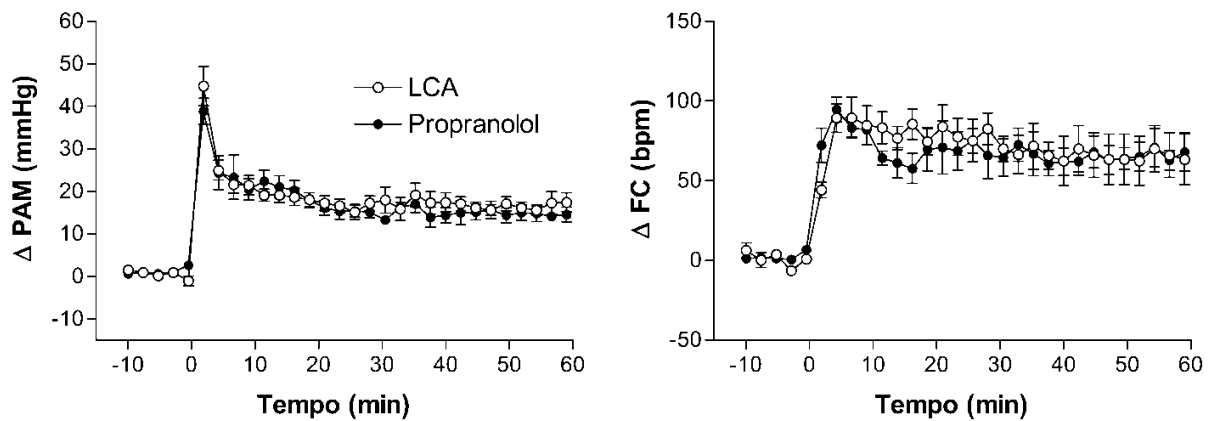 60
50
40
30
20
10
0
-10
Δ PAM (mmHg)
LCA
Propranolol
-10 0 10 20 30 40 50 60
Tempo (min)
150
100
50
0
-50
Δ FC (bpm)
-10 0 10 20 30 40 50 60
Tempo (min)